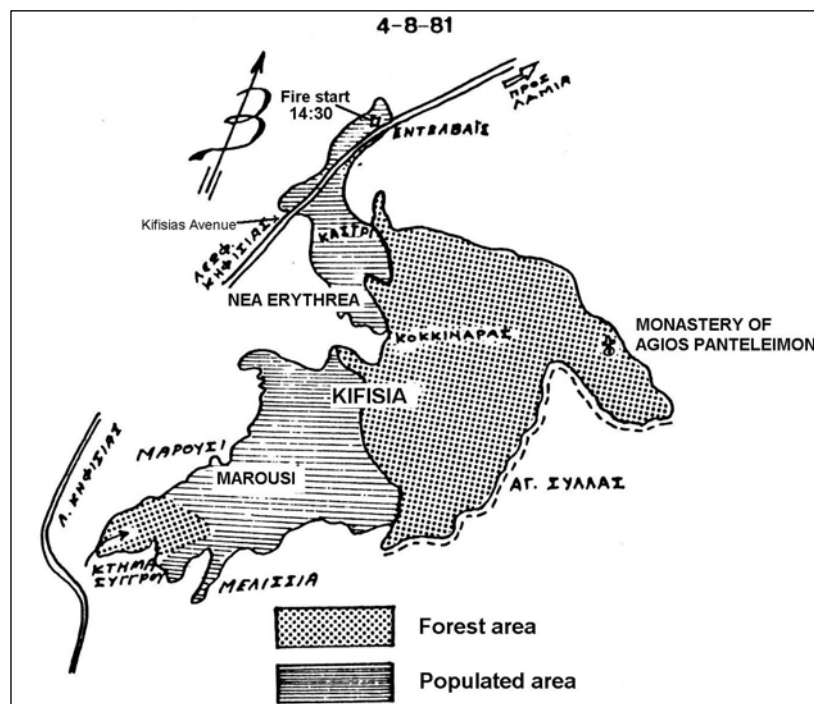 4-8-81
Β
ΠΡΟΣ
ΛΑΜΙΑ
Fire start
14:30
ΕΝΤΕΛΒΑΪΣ
Kifisias Avenue
ΛΕΩΦ.
ΚΗΦΙΣΙΑΣ
ΚΑΣΤΡΙ
NEA ERYTHREA
ΚΟΚΚΙΝΑΡΑΣ
MONASTERY OF
AGIOS PANTELEIMON
KIFISIA
ΜΑΡΟΥΣΙ
MAROUSI
ΑΓ. ΣΥΛΛΑΣ
Λ. ΚΗΦΙΣΙΑΣ
ΚΤΗΜΑ
ΣΥΓΓΡΟΥ
ΜΕΛΙΣΣΙΑ
Forest area
Populated area